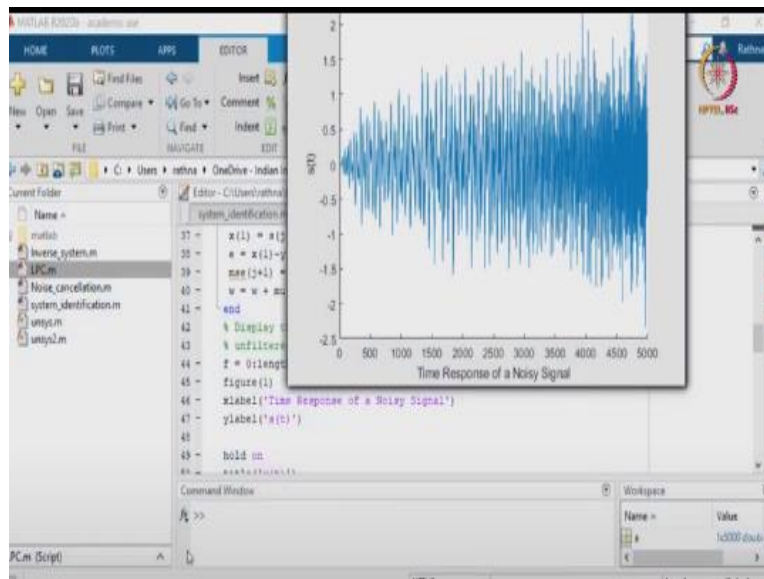 MATLAB R2020a - academic use
HOME PLOTS APPS EDITOR
Rathna
New Open Save
Find Files
Compare
Print
Go To
Find
Insert
Comment
Indent
FILE NAVIGATE EDIT
C: Users rathna OneDrive - Indian In
NPTEL, IISc
Current Folder
Name
matlab
Inverse_system.m
LPC.m
Noise_cancellation.m
system_identification.m
unsys.m
unsys2.m
LPC.m (Script)
Editor - C:\Users\rathna
system_identification.m
37 - x(1) = s(j
38 - e = x(1)-y
39 - mse(j+1) =
40 - w = w + mu
41 - end
42 % Display t
43 % unfiltere
44 - f = 0:lengt
45 - figure(1)
46 - xlabel('Time Response of a Noisy Signal')
47 - ylabel('s(t)')
48
49 - hold on
2
1.5
1
0.5
0
-0.5
-1
-1.5
-2
-2.5
s(t)
0 500 1000 1500 2000 2500 3000 3500 4000 4500 5000
Time Response of a Noisy Signal
Command Window
fx >>
Workspace
Name Value
1x5000 doub